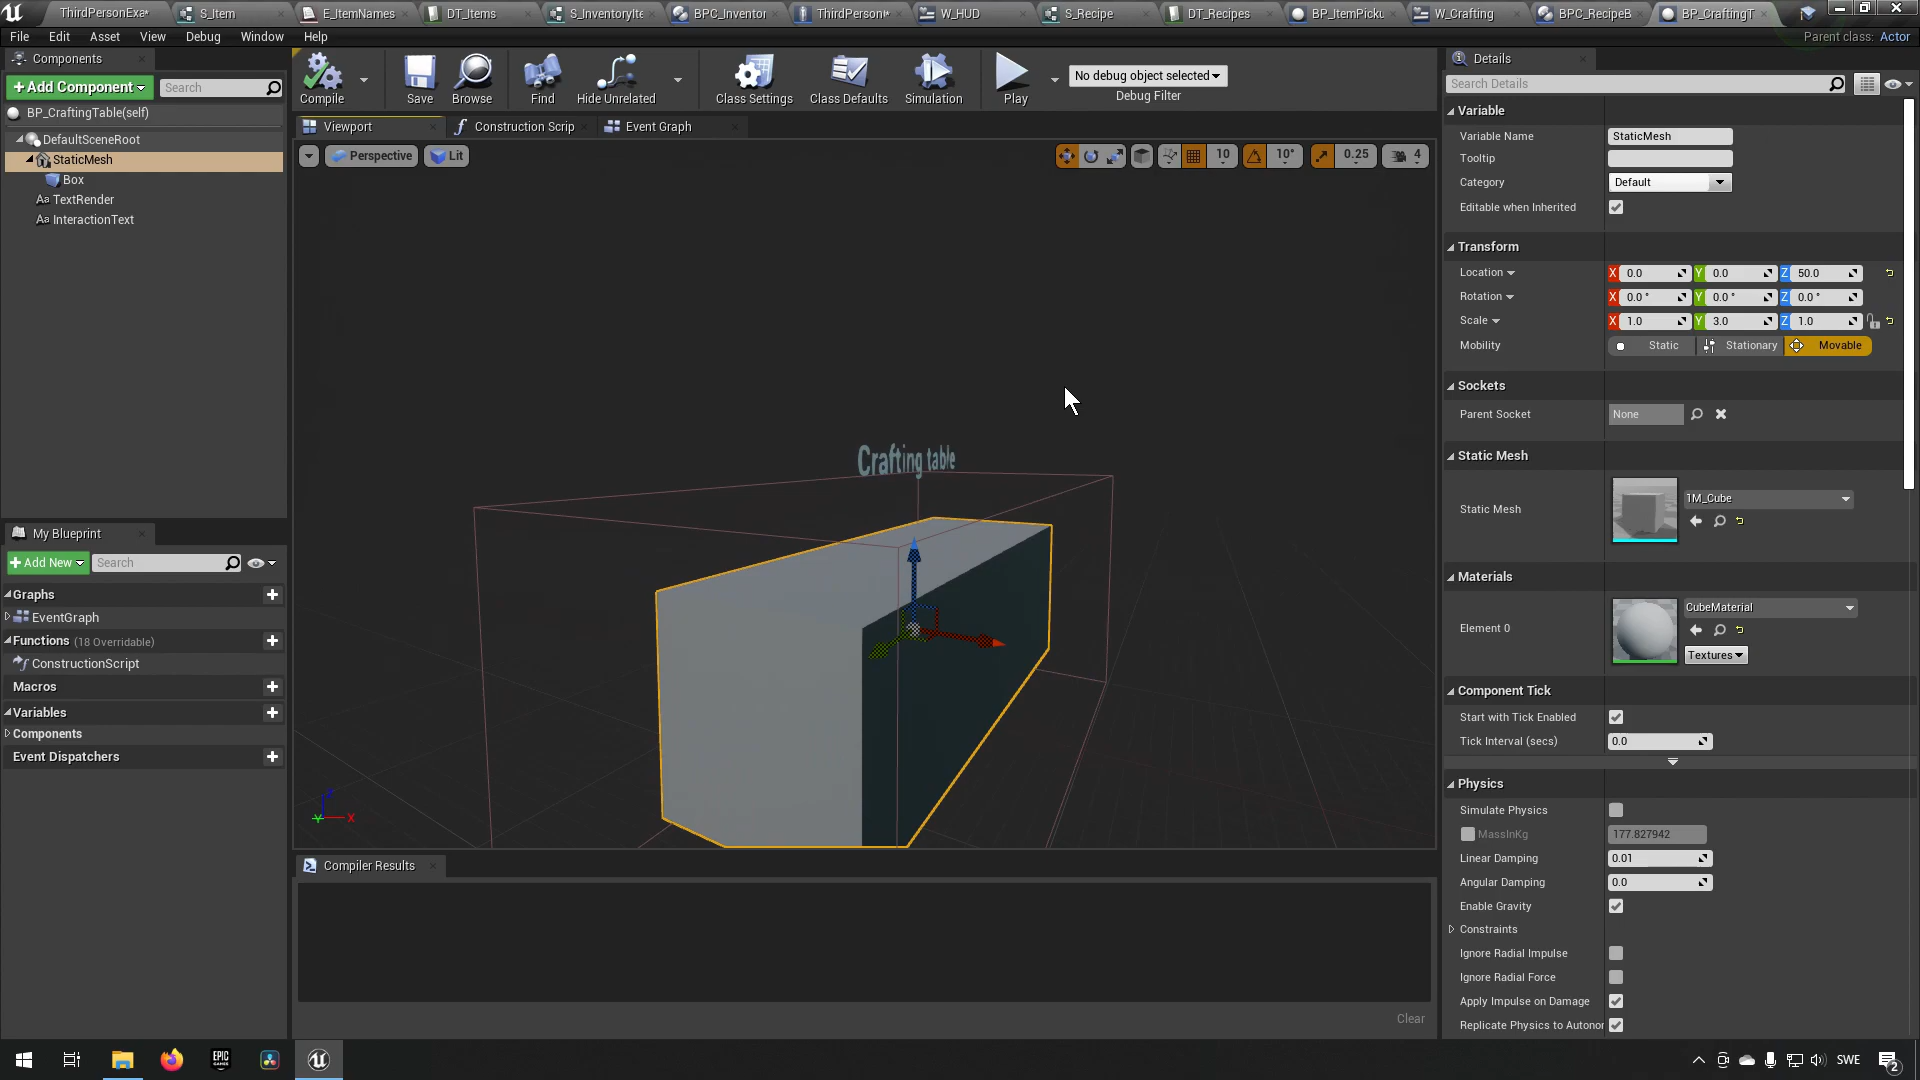 ThirdPersonExa*
S_Item
E_ItemNames
DT_Items
S_InventoryIte
BPC_Inventor
ThirdPerson
W_HUD
S_Recipe
DT_Recipes
BP_ItemPicku
W_Crafting
BPC_RecipeB
BP_CraftingT
File
Edit
Asset
View
Debug
Window
Help
Parent class: Actor
Components
+Add Component
Search
BP_CraftingTable(self)
DefaultSceneRoot
StaticMesh
Box
Aa TextRender
Aa InteractionText
Compile
Save
Browse
Find
Hide Unrelated
Class Settings
Class Defaults
Simulation
Play
No debug object selected
Debug Filter
Viewport
Construction Scrip
Event Graph
Perspective
Lit
10
10°
0.25
4
Crafting table
Z
Y
X
My Blueprint
+Add New
Search
Graphs
EventGraph
Functions (18 Overridable)
ConstructionScript
Macros
Variables
Components
Event Dispatchers
Compiler Results
Clear
Details
Search Details
Variable
Variable Name StaticMesh
Tooltip
Category Default
Editable when Inherited
Transform
Location X 0.0 Y 0.0 Z 50.0
Rotation X 0.0 ° Y 0.0 ° Z 0.0 °
Scale X 1.0 Y 3.0 Z 1.0
Mobility Static Stationary Movable
Sockets
Parent Socket None
Static Mesh
Static Mesh 1M_Cube
Materials
Element 0 CubeMaterial
Textures
Component Tick
Start with Tick Enabled
Tick Interval (secs) 0.0
Physics
Simulate Physics
MassInKg 177.827942
Linear Damping 0.01
Angular Damping 0.0
Enable Gravity
Constraints
Ignore Radial Impulse
Ignore Radial Force
Apply Impulse on Damage
Replicate Physics to Autonor
EPIC GAMES
SWE
2